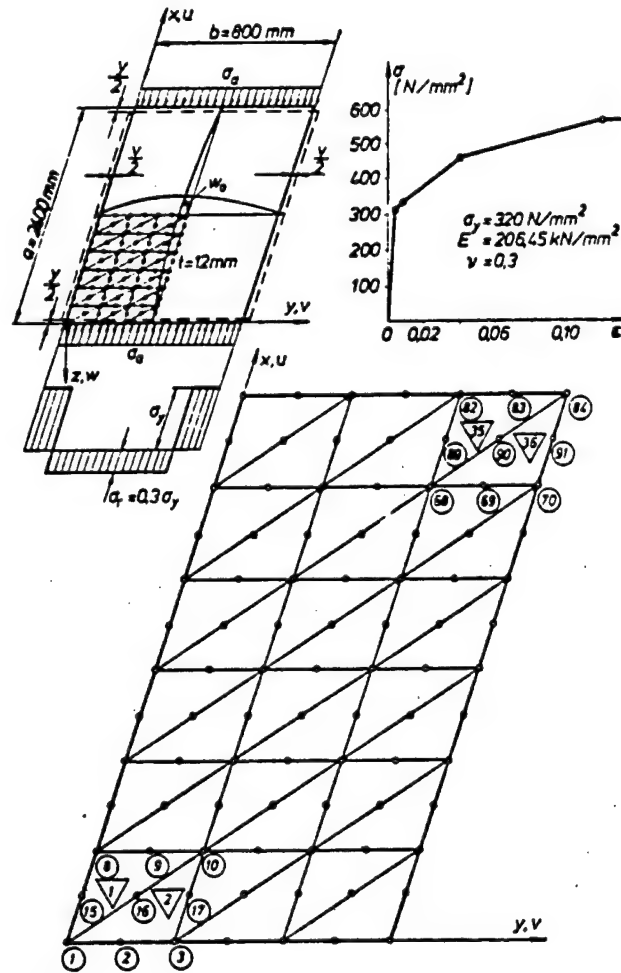 x,u
b=800 mm
σa
v/2
v/2
w₀
a=2400 mm
t=12mm
v/2
y,v
σa
z,w
σy
σr=0,3σy
σ
[N/mm²]
600
500
400
300
200
100
σy=320 N/mm²
E=206,45 kN/mm²
ν=0,3
0 0,02 0,06 0,10 ε
x,u
82 83 84
35 36
89 90 91
68 69 70
8 9 10
1 2
15 16 17
y,v
1 2 3